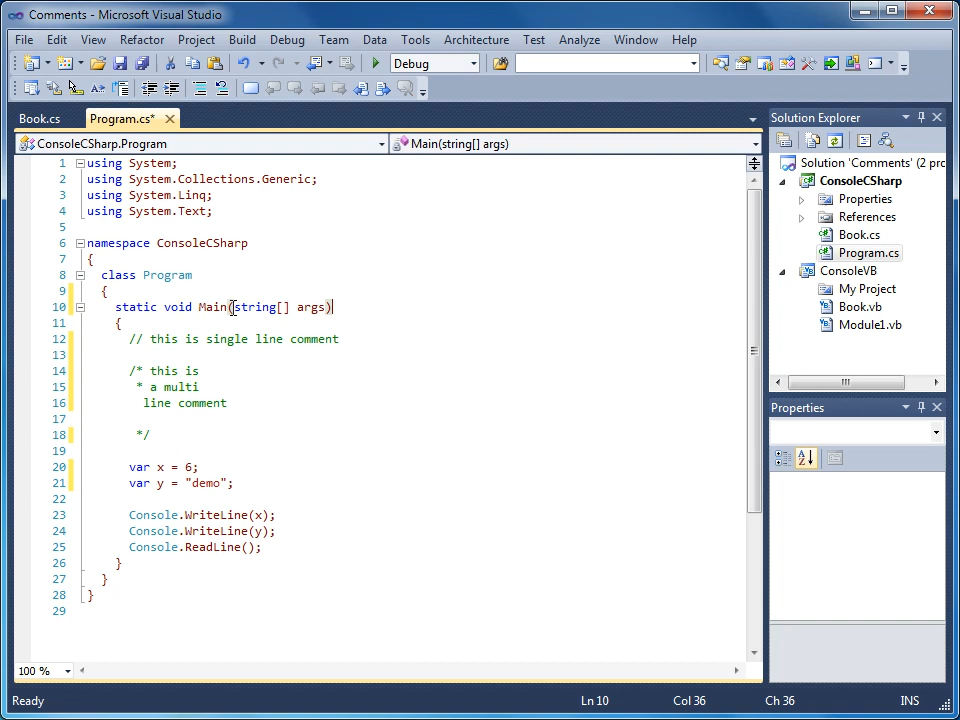 Comments - Microsoft Visual Studio
File Edit View Refactor Project Build Debug Team Data Tools Architecture Test Analyze Window Help
Debug
Book.cs Program.cs*
ConsoleCSharp.Program Main(string[] args)
1 using System;
2 using System.Collections.Generic;
3 using System.Linq;
4 using System.Text;
5
6 namespace ConsoleCSharp
7 {
8 class Program
9 {
10 static void Main(string[] args)
11 {
12 // this is single line comment
13
14 /* this is
15 * a multi
16 line comment
17
18 */
19
20 var x = 6;
21 var y = "demo";
22
23 Console.WriteLine(x);
24 Console.WriteLine(y);
25 Console.ReadLine();
26 }
27 }
28 }
29
100 %
Solution Explorer
Solution 'Comments' (2 pro
ConsoleCSharp
Properties
References
Book.cs
Program.cs
ConsoleVB
My Project
Book.vb
Module1.vb
Properties
Ready Ln 10 Col 36 Ch 36 INS